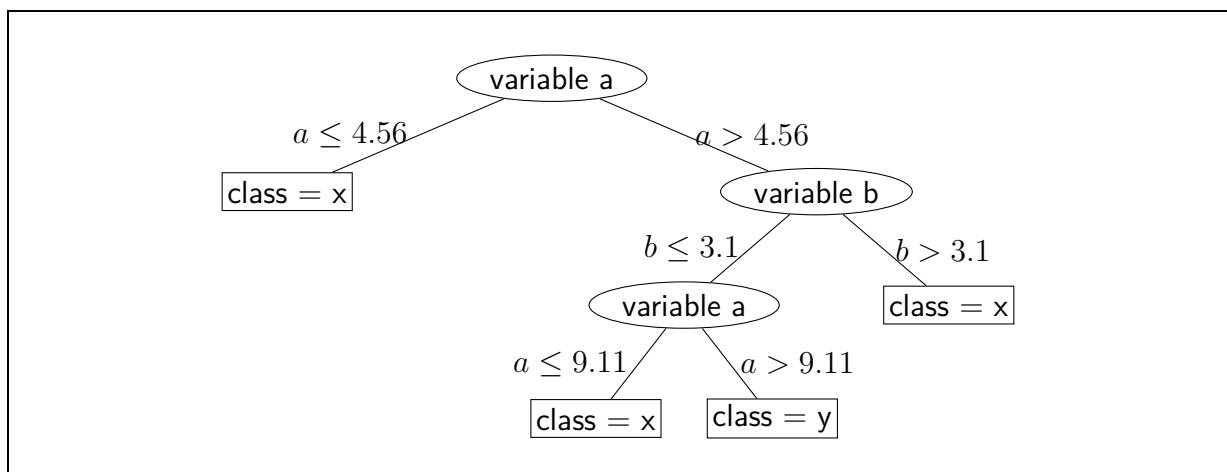 variable a
a ≤ 4.56
a > 4.56
class = x
variable b
b ≤ 3.1
b > 3.1
variable a
class = x
a ≤ 9.11
a > 9.11
class = x
class = y